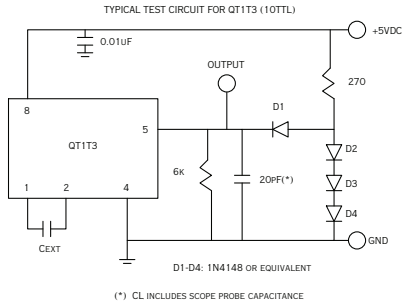 TYPICAL TEST CIRCUIT FOR QT1T3 (10TTL)
+5VDC
0.01UF
OUTPUT
270
8
D1
5
QT1T3
D2
6K
20PF(*)
D3
1 2 4
D4
CEXT
GND
D1-D4: 1N4148 OR EQUIVALENT
(*) CL INCLUDES SCOPE PROBE CAPACITANCE